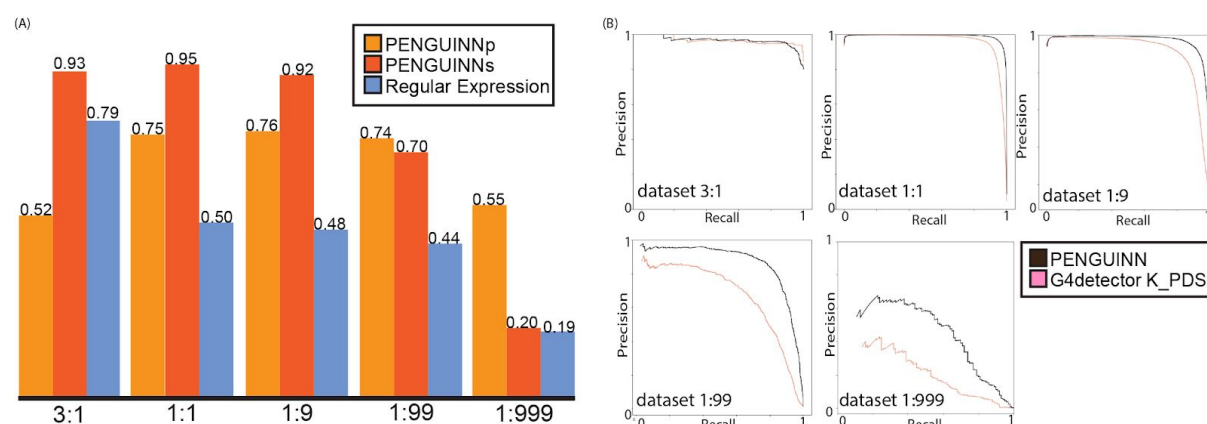 (A)
PENGUINNp
PENGUINNs
Regular Expression
0.52 0.93 0.79 0.75 0.95 0.50 0.76 0.92 0.48 0.74 0.70 0.44 0.55 0.20 0.19
3:1 1:1 1:9 1:99 1:999
(B)
1 1 1
Precision Precision Precision
dataset 3:1 dataset 1:1 dataset 1:9
0 0 0
0 Recall 1 0 Recall 1 0 Recall
1 1
Precision Precision
PENGUINN
G4detector K_PDS
dataset 1:99 dataset 1:999
0 0
0 Recall 1 0 Recall 1